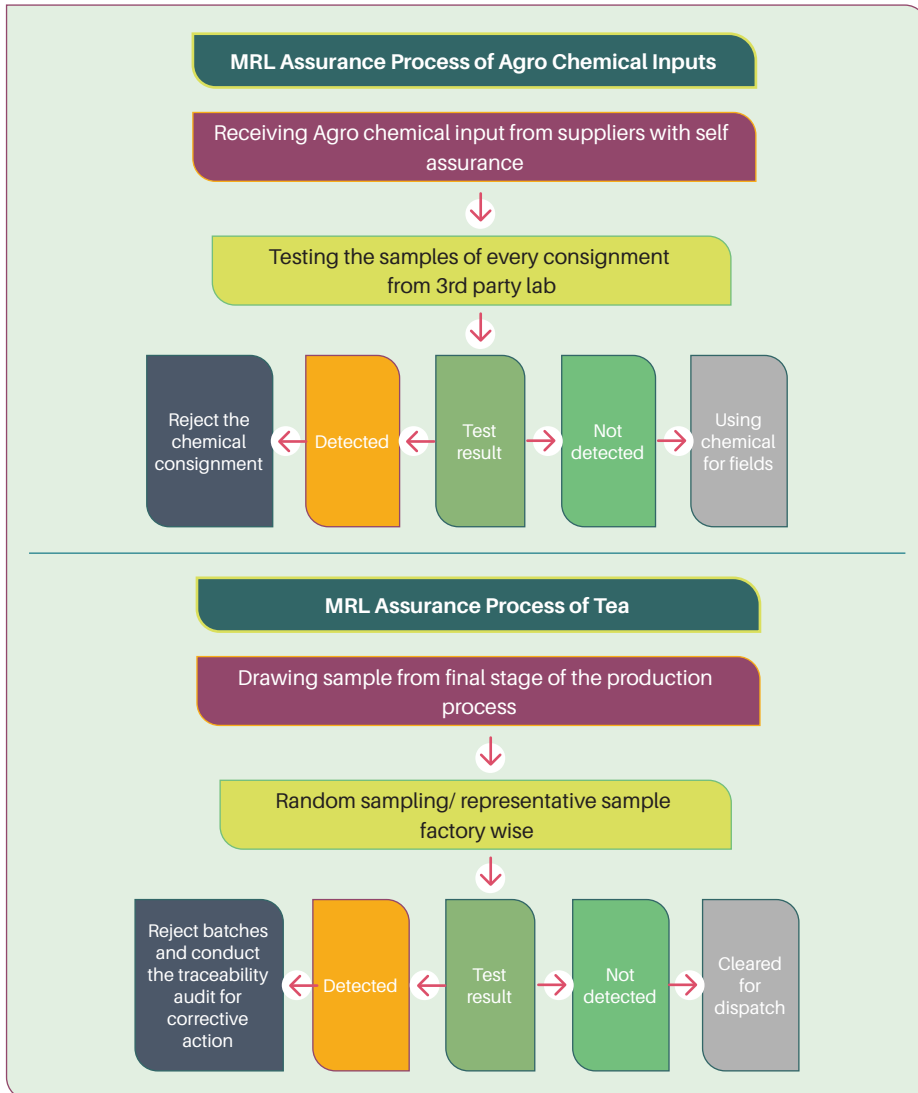 MRL Assurance Process of Agro Chemical Inputs
Receiving Agro chemical input from suppliers with self
assurance
Testing the samples of every consignment
from 3rd party lab
Reject the
chemical
consignment
Detected
Test
result
Not
detected
Using
chemical
for fields
MRL Assurance Process of Tea
Drawing sample from final stage of the production
process
Random sampling/ representative sample
factory wise
Reject batches
and conduct
the traceability
audit for
corrective
action
Detected
Test
result
Not
detected
Cleared
for
dispatch